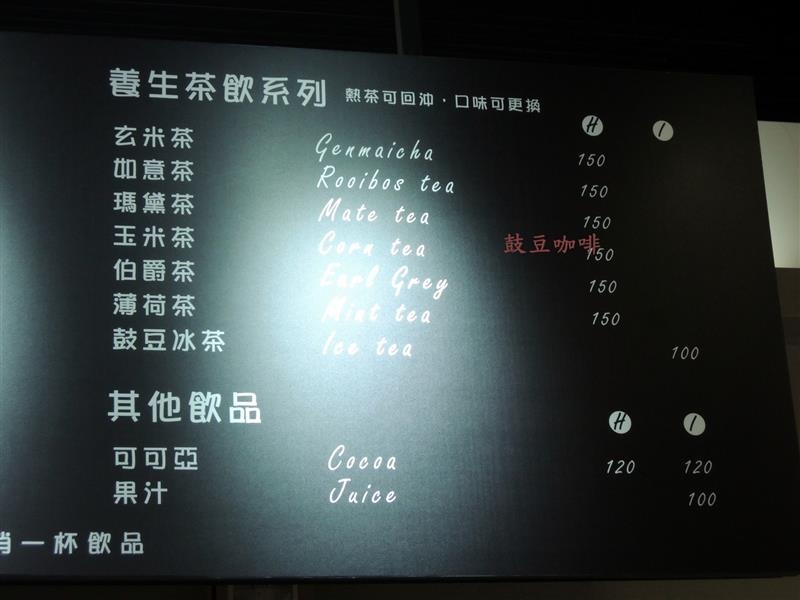 養生茶飲系列 熱茶可回沖,口味可更換
H I
玄米茶 Genmaicha 150
如意茶 Rooibos tea 150
瑪黛茶 Mate tea 150
玉米茶 Corn tea 150
鼓豆咖啡
伯爵茶 Earl Grey 150
薄荷茶 Mint tea 150
鼓豆冰茶 Ice tea 100
其他飲品 H I
可可亞 Cocoa 120 120
果汁 Juice 100
一杯飲品